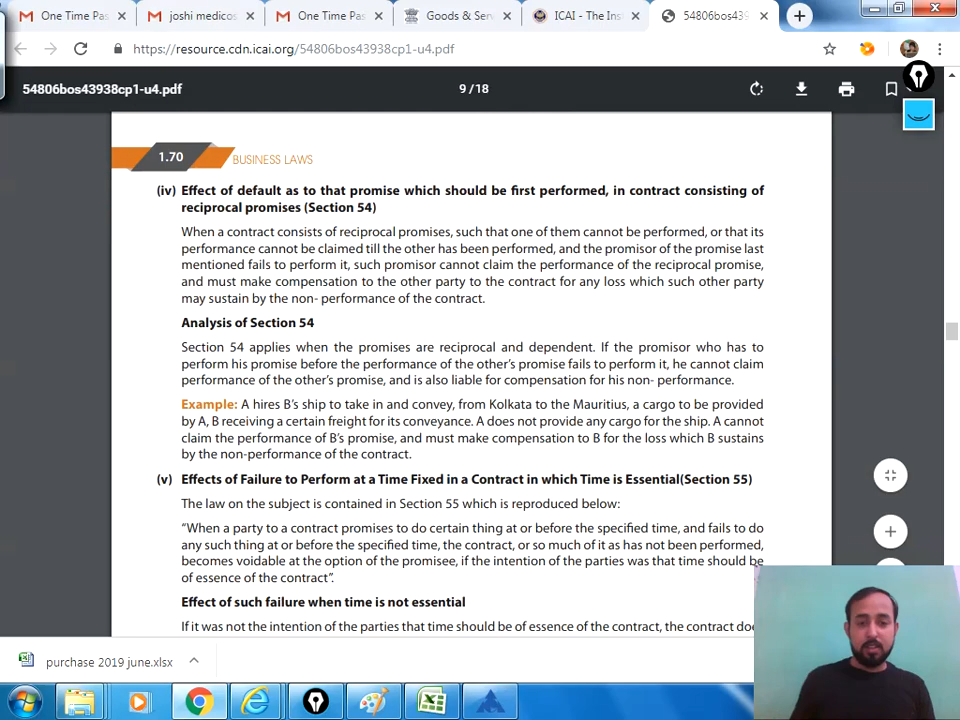 One Time Pas
joshi medicos
One Time Pas
Goods & Serv
ICAI - The Ins
54806bos439
https://resource.cdn.icai.org/54806bos43938cp1-u4.pdf
54806bos43938cp1-u4.pdf
9 / 18
1.70 BUSINESS LAWS
(iv) Effect of default as to that promise which should be first performed, in contract consisting of
reciprocal promises (Section 54)
When a contract consists of reciprocal promises, such that one of them cannot be performed, or that its
performance cannot be claimed till the other has been performed, and the promisor of the promise last
mentioned fails to perform it, such promisor cannot claim the performance of the reciprocal promise,
and must make compensation to the other party to the contract for any loss which such other party
may sustain by the non- performance of the contract.
Analysis of Section 54
Section 54 applies when the promises are reciprocal and dependent. If the promisor who has to
perform his promise before the performance of the other's promise fails to perform it, he cannot claim
performance of the other's promise, and is also liable for compensation for his non- performance.
Example: A hires B's ship to take in and convey, from Kolkata to the Mauritius, a cargo to be provided
by A, B receiving a certain freight for its conveyance. A does not provide any cargo for the ship. A cannot
claim the performance of B's promise, and must make compensation to B for the loss which B sustains
by the non-performance of the contract.
(v) Effects of Failure to Perform at a Time Fixed in a Contract in which Time is Essential(Section 55)
The law on the subject is contained in Section 55 which is reproduced below:
“When a party to a contract promises to do certain thing at or before the specified time, and fails to do
any such thing at or before the specified time, the contract, or so much of it as has not been performed,
becomes voidable at the option of the promisee, if the intention of the parties was that time should be
of essence of the contract”.
Effect of such failure when time is not essential
If it was not the intention of the parties that time should be of essence of the contract, the contract doe
purchase 2019 june.xlsx